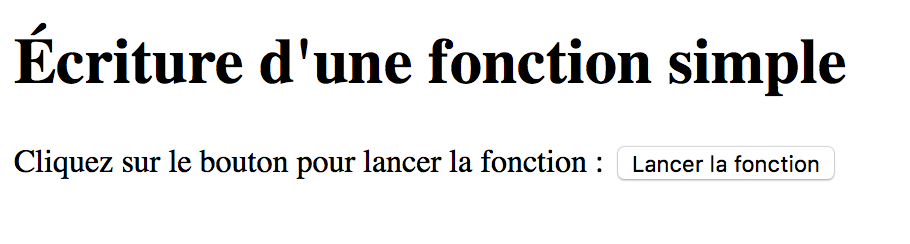 Écriture d'une fonction simple
Cliquez sur le bouton pour lancer la fonction : Lancer la fonction